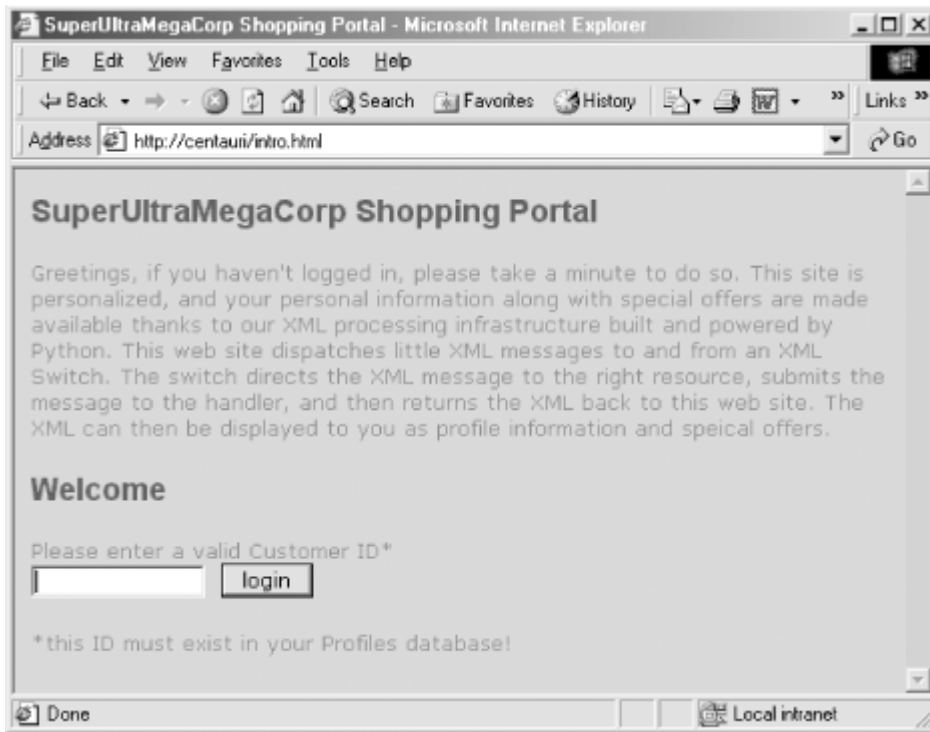 SuperUltraMegaCorp Shopping Portal - Microsoft Internet Explorer
File Edit View Favorites Tools Help
Back Search Favorites History » Links »
Address http://centauri/intro.html Go
SuperUltraMegaCorp Shopping Portal
Greetings, if you haven't logged in, please take a minute to do so. This site is
personalized, and your personal information along with special offers are made
available thanks to our XML processing infrastructure built and powered by
Python. This web site dispatches little XML messages to and from an XML
Switch. The switch directs the XML message to the right resource, submits the
message to the handler, and then returns the XML back to this web site. The
XML can then be displayed to you as profile information and speical offers.
Welcome
Please enter a valid Customer ID*
login
*this ID must exist in your Profiles database!
Done Local intranet